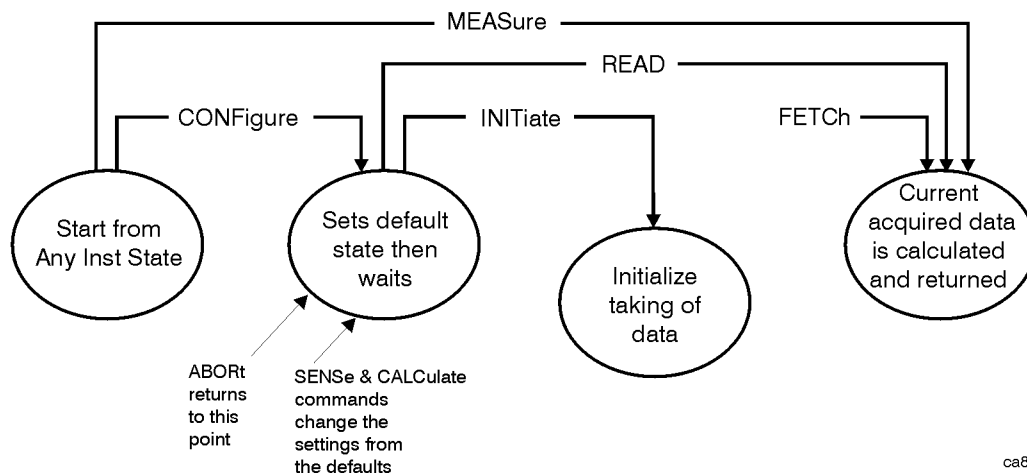 MEASure
READ
CONFigure
INITiate
FETCh
Start from
Any Inst State
Sets default
state then
waits
Initialize
taking of
data
Current
acquired data
is calculated
and returned
ABORt
returns
to this
point
SENSe & CALCulate
commands
change the
settings from
the defaults
ca8